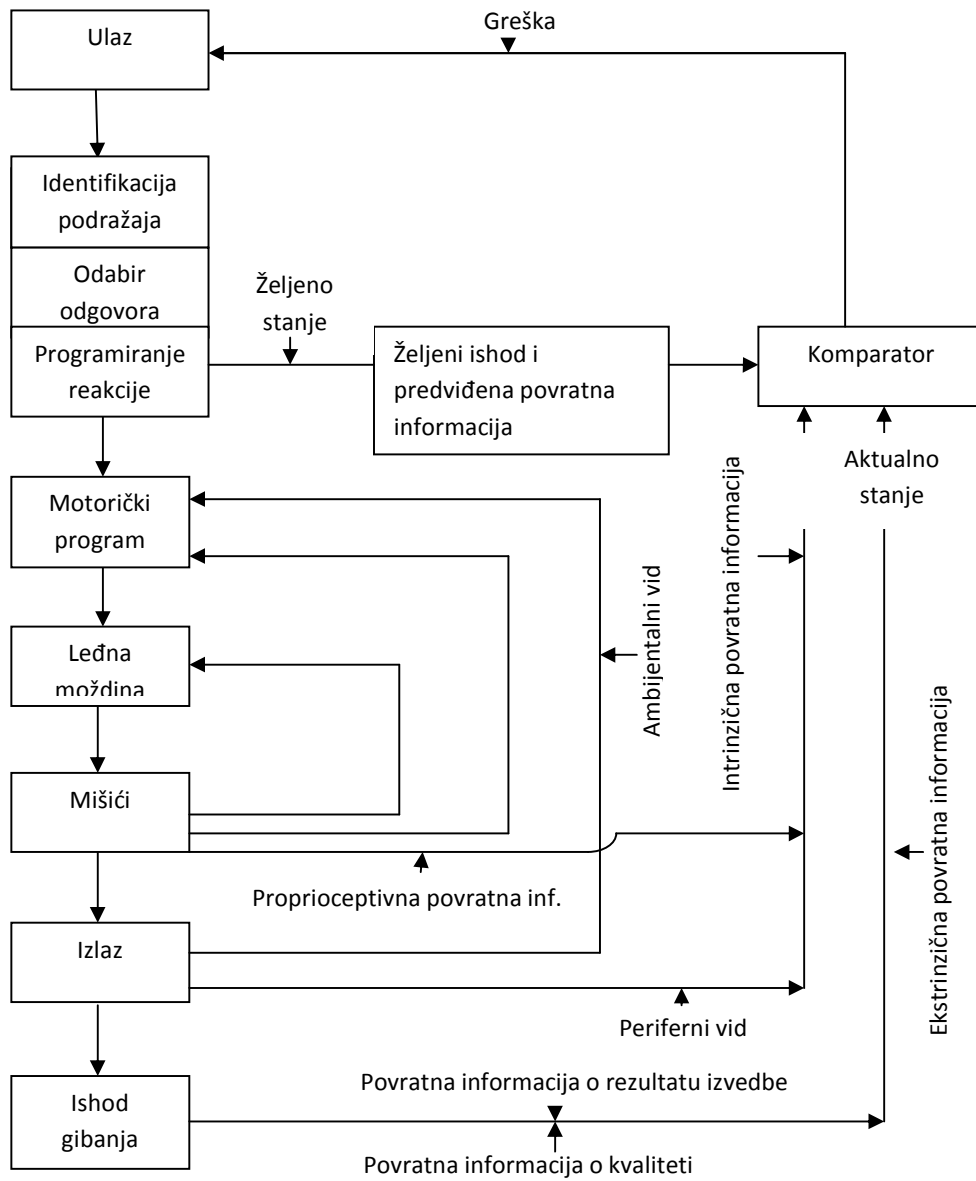 Greška
Ulaz
Identifikacija
podražaja
Odabir
odgovora
Programiranje
reakcije
Željeno
stanje
Željeni ishod i
predviđena povratna
informacija
Komparator
Aktualno
stanje
Intrinzična povratna informacija
Ambijentalni vid
Ekstrinzična povratna informacija
Motorički
program
Leđna
moždina
Mišići
Proprioceptivna povratna inf.
Izlaz
Periferni vid
Ishod
gibanja
Povratna informacija o rezultatu izvedbe
Povratna informacija o kvaliteti